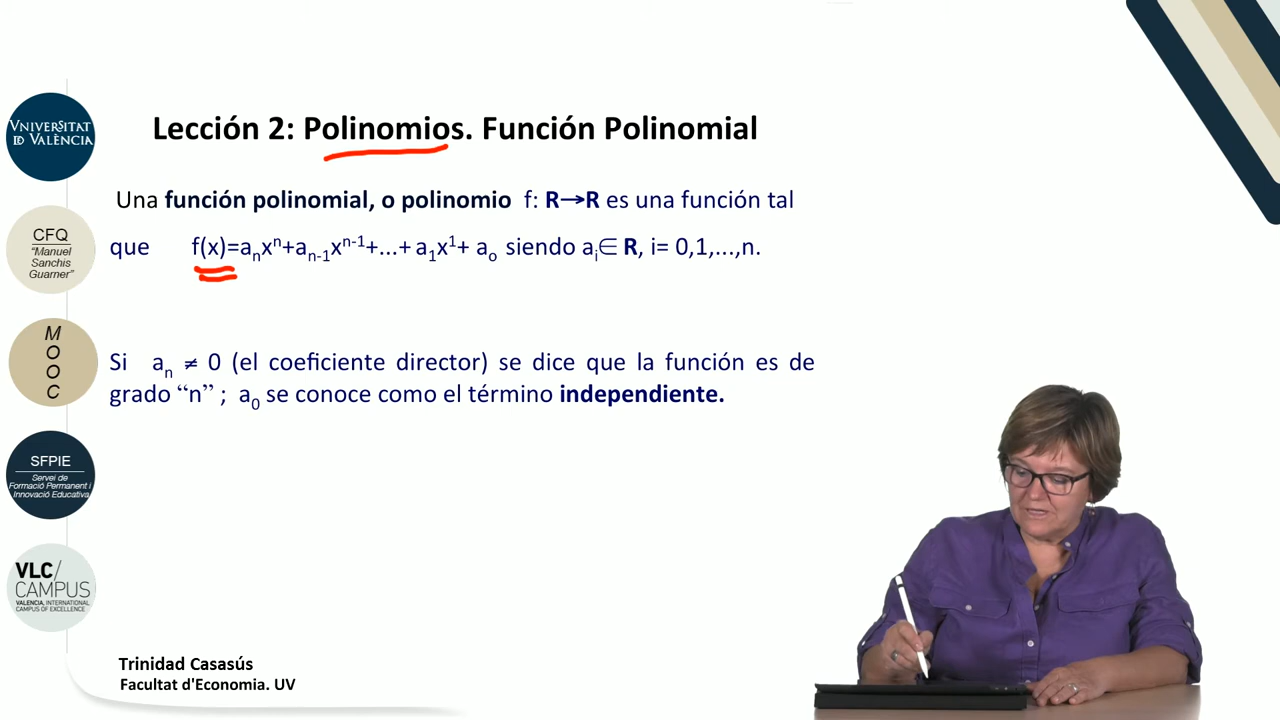 Lección 2: Polinomios. Función Polinomial
Una función polinomial, o polinomio f: R→R es una función tal
que f(x)=aₙxⁿ+aₙ₋₁xⁿ⁻¹+...+ a₁x¹+ aₒ siendo aᵢ∈ R, i= 0,1,...,n.
Si aₙ ≠ 0 (el coeficiente director) se dice que la función es de
grado “n” ; a₀ se conoce como el término independiente.
VNIVERSITAT
DE VALÈNCIA
CFQ
"Manuel
Sanchis
Guarner"
M
O
O
C
SFPIE
Servei de
Formació Permanent i
Innovació Educativa
VLC/
CAMPUS
VALENCIA, INTERNATIONAL
CAMPUS OF EXCELLENCE
Trinidad Casasús
Facultat d'Economia. UV